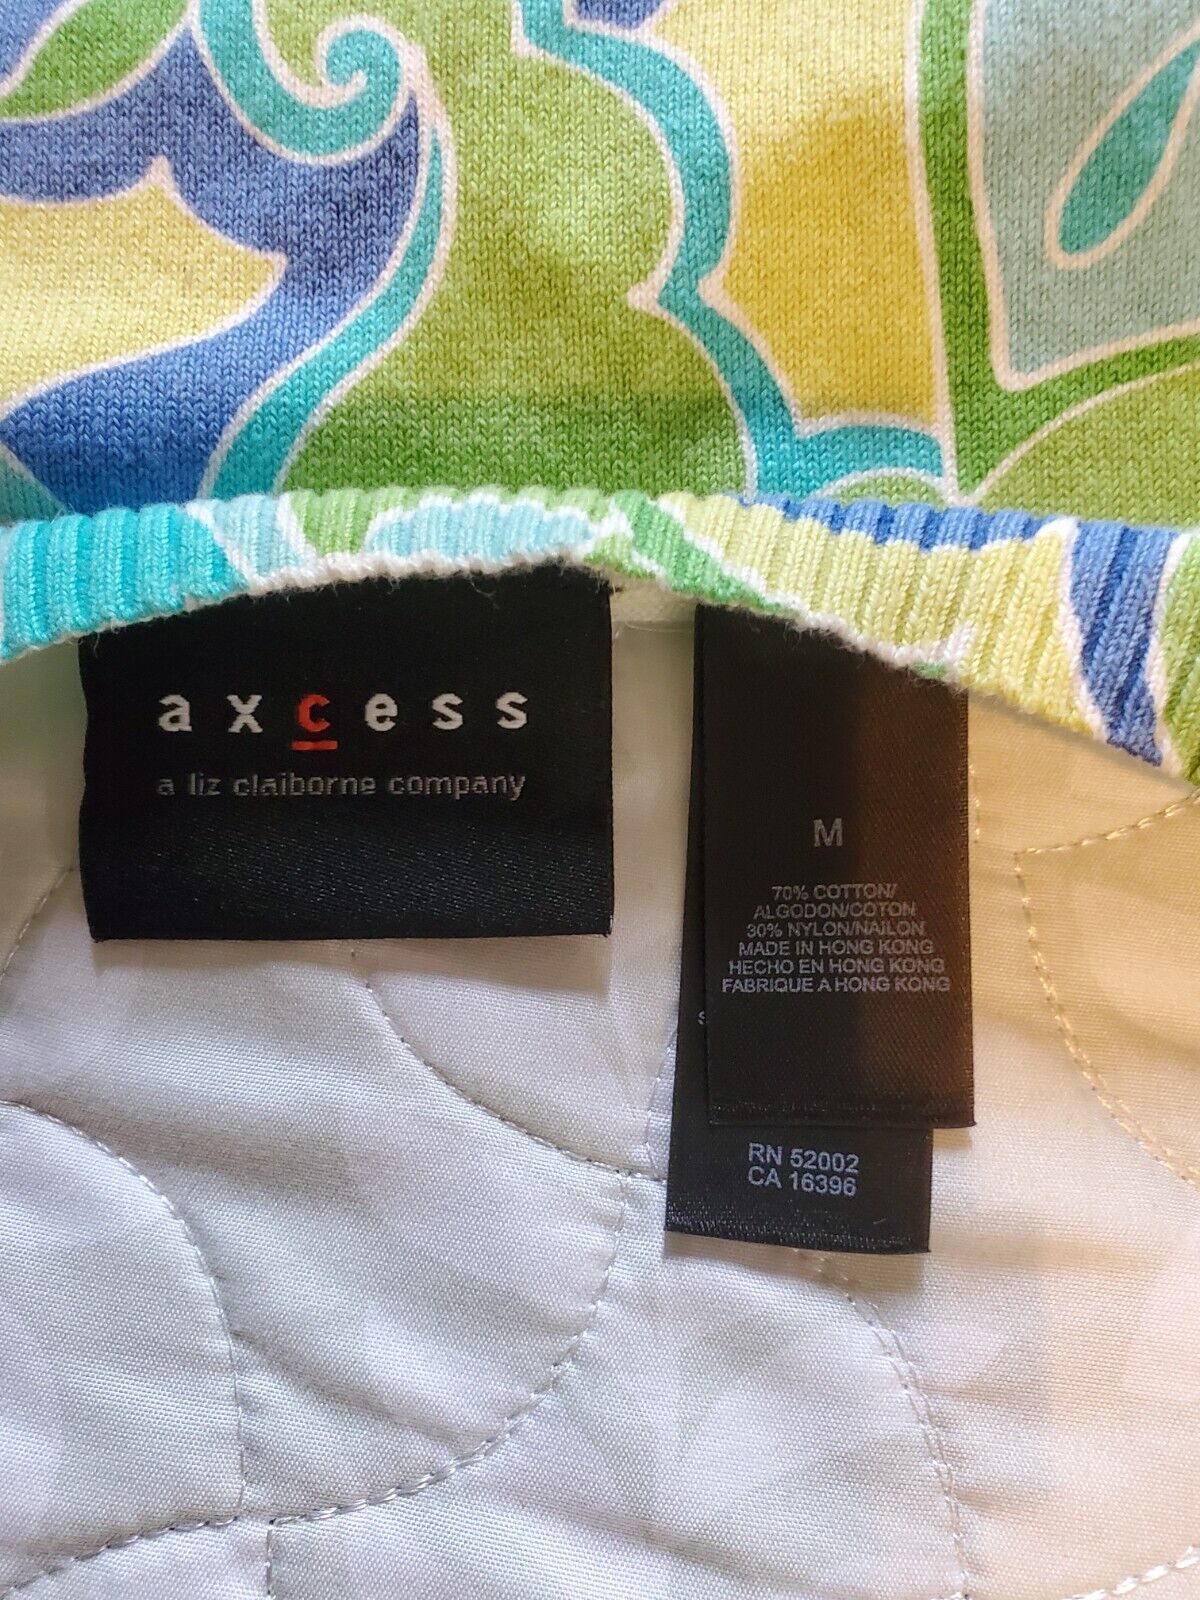 axcess
a liz claiborne company
M
70% COTTON/
ALGODON/COTON
30% NYLON/NAILON
MADE IN HONG KONG
HECHO EN HONG KONG
FABRIQUE A HONG KONG
S
RN 52002
CA 16396